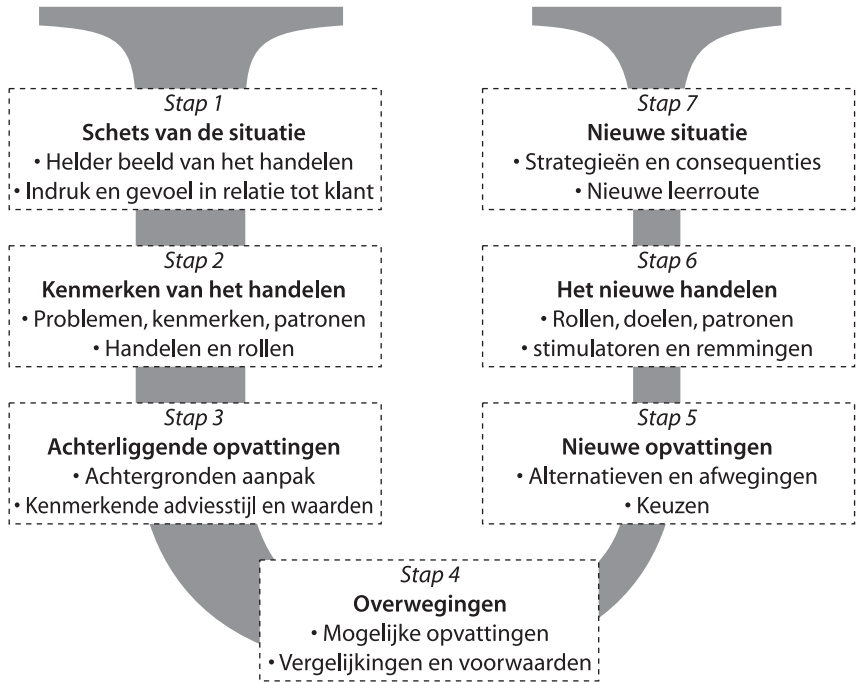 Stap 1
Schets van de situatie
• Helder beeld van het handelen
• Indruk en gevoel in relatie tot klant
Stap 2
Kenmerken van het handelen
• Problemen, kenmerken, patronen
• Handelen en rollen
Stap 3
Achterliggende opvattingen
• Achtergronden aanpak
• Kenmerkende adviesstijl en waarden
Stap 4
Overwegingen
• Mogelijke opvattingen
• Vergelijkingen en voorwaarden
Stap 5
Nieuwe opvattingen
• Alternatieven en afwegingen
• Keuzen
Stap 6
Het nieuwe handelen
• Rollen, doelen, patronen
• stimulatoren en remmingen
Stap 7
Nieuwe situatie
• Strategieën en consequenties
• Nieuwe leerroute